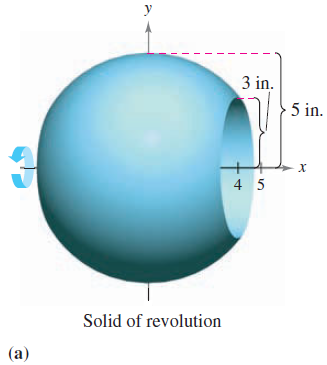 y
3 in.
5 in.
x
4 5
Solid of revolution
(a)